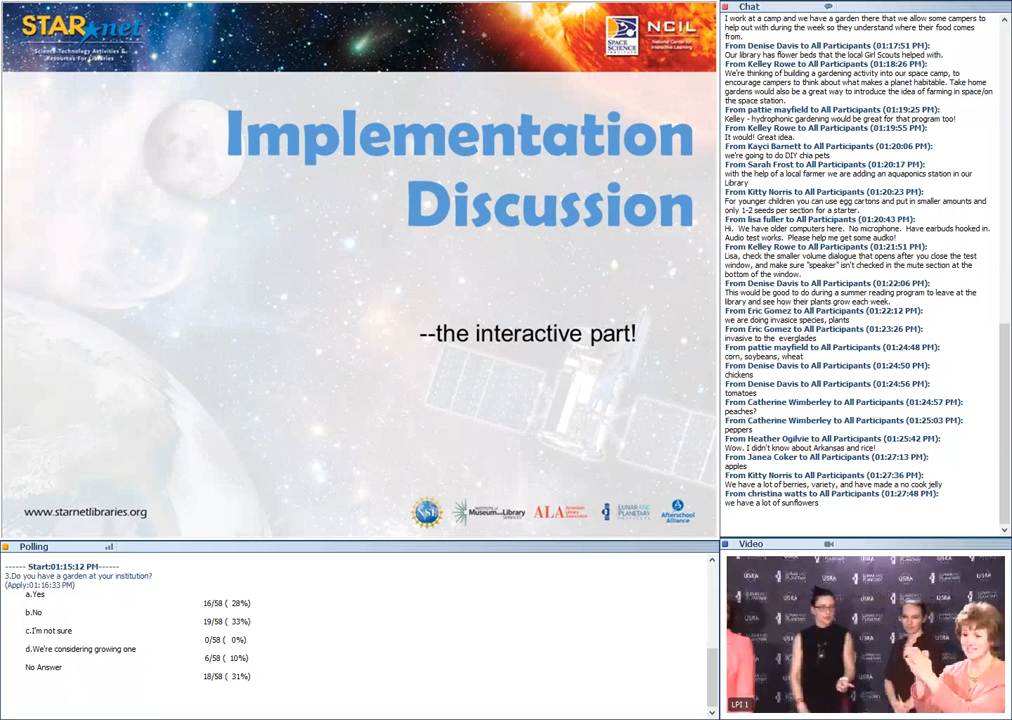 STAR net
Science-Technology Activities &
Resources For Libraries
SPACE
SCIENCE
INSTITUTE
NCIL
National Center for
Interactive Learning
Implementation
Discussion
--the interactive part!
www.starnetlibraries.org
NSF
INSTITUTE of
Museum and Library
SERVICES
ALA American
Library
Association
LUNAR AND
PLANETARY
INSTITUTE
Afterschool
Alliance
Polling
------ Start:01:15:12 PM------
3.Do you have a garden at your institution?
(Apply:01:16:33 PM)
a.Yes
16/58 ( 28%)
b.No
19/58 ( 33%)
c.I'm not sure
0/58 ( 0%)
d.We're considering growing one
6/58 ( 10%)
No Answer
18/58 ( 31%)
Chat
I work at a camp and we have a garden there that we allow some campers to
help out with during the week so they understand where their food comes
from.
From Denise Davis to All Participants (01:17:51 PM):
Our library has flower beds that the local Girl Scouts helped with.
From Kelley Rowe to All Participants (01:18:26 PM):
We're thinking of building a gardening activity into our space camp, to
encourage campers to think about what makes a planet habitable. Take home
gardens would also be a great way to introduce the idea of farming in space/on
the space station.
From pattie mayfield to All Participants (01:19:25 PM):
Kelley - hydrophonic gardening would be great for that program too!
From Kelley Rowe to All Participants (01:19:55 PM):
It would! Great idea.
From Kayci Barnett to All Participants (01:20:06 PM):
we're going to do DIY chia pets
From Sarah Frost to All Participants (01:20:17 PM):
with the help of a local farmer we are adding an aquaponics station in our
Library
From Kitty Norris to All Participants (01:20:23 PM):
For younger children you can use egg cartons and put in smaller amounts and
only 1-2 seeds per section for a starter.
From lisa fuller to All Participants (01:20:43 PM):
Hi. We have older computers here. No microphone. Have earbuds hooked in.
Audio test works. Please help me get some audko!
From Kelley Rowe to All Participants (01:21:51 PM):
Lisa, check the smaller volume dialogue that opens after you close the test
window, and make sure "speaker" isn't checked in the mute section at the
bottom of the window.
From Denise Davis to All Participants (01:22:06 PM):
This would be good to do during a summer reading program to leave at the
library and see how their plants grow each week.
From Eric Gomez to All Participants (01:22:12 PM):
we are doing invasice species, plants
From Eric Gomez to All Participants (01:23:26 PM):
invasive to the everglades
From pattie mayfield to All Participants (01:24:48 PM):
corn, soybeans, wheat
From Denise Davis to All Participants (01:24:50 PM):
chickens
From Denise Davis to All Participants (01:24:56 PM):
tomatoes
From Catherine Wimberley to All Participants (01:24:57 PM):
peaches?
From Catherine Wimberley to All Participants (01:25:03 PM):
peppers
From Heather Ogilvie to All Participants (01:25:42 PM):
Wow. I didn't know about Arkansas and rice!
From Janea Coker to All Participants (01:27:13 PM):
apples
From Kitty Norris to All Participants (01:27:36 PM):
We have a lot of berries, variety, and have made a no cook jelly
From christina watts to All Participants (01:27:48 PM):
we have a lot of sunflowers
Video
USRA
LPI 1